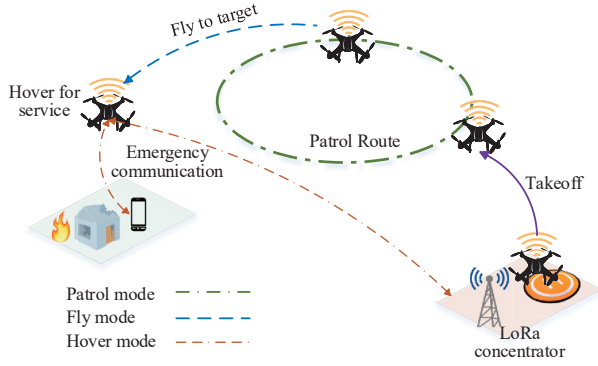 Fly to target
Hover for
service
Patrol Route
Emergency
communication
Takeoff
Patrol mode
Fly mode
Hover mode
LoRa
concentrator